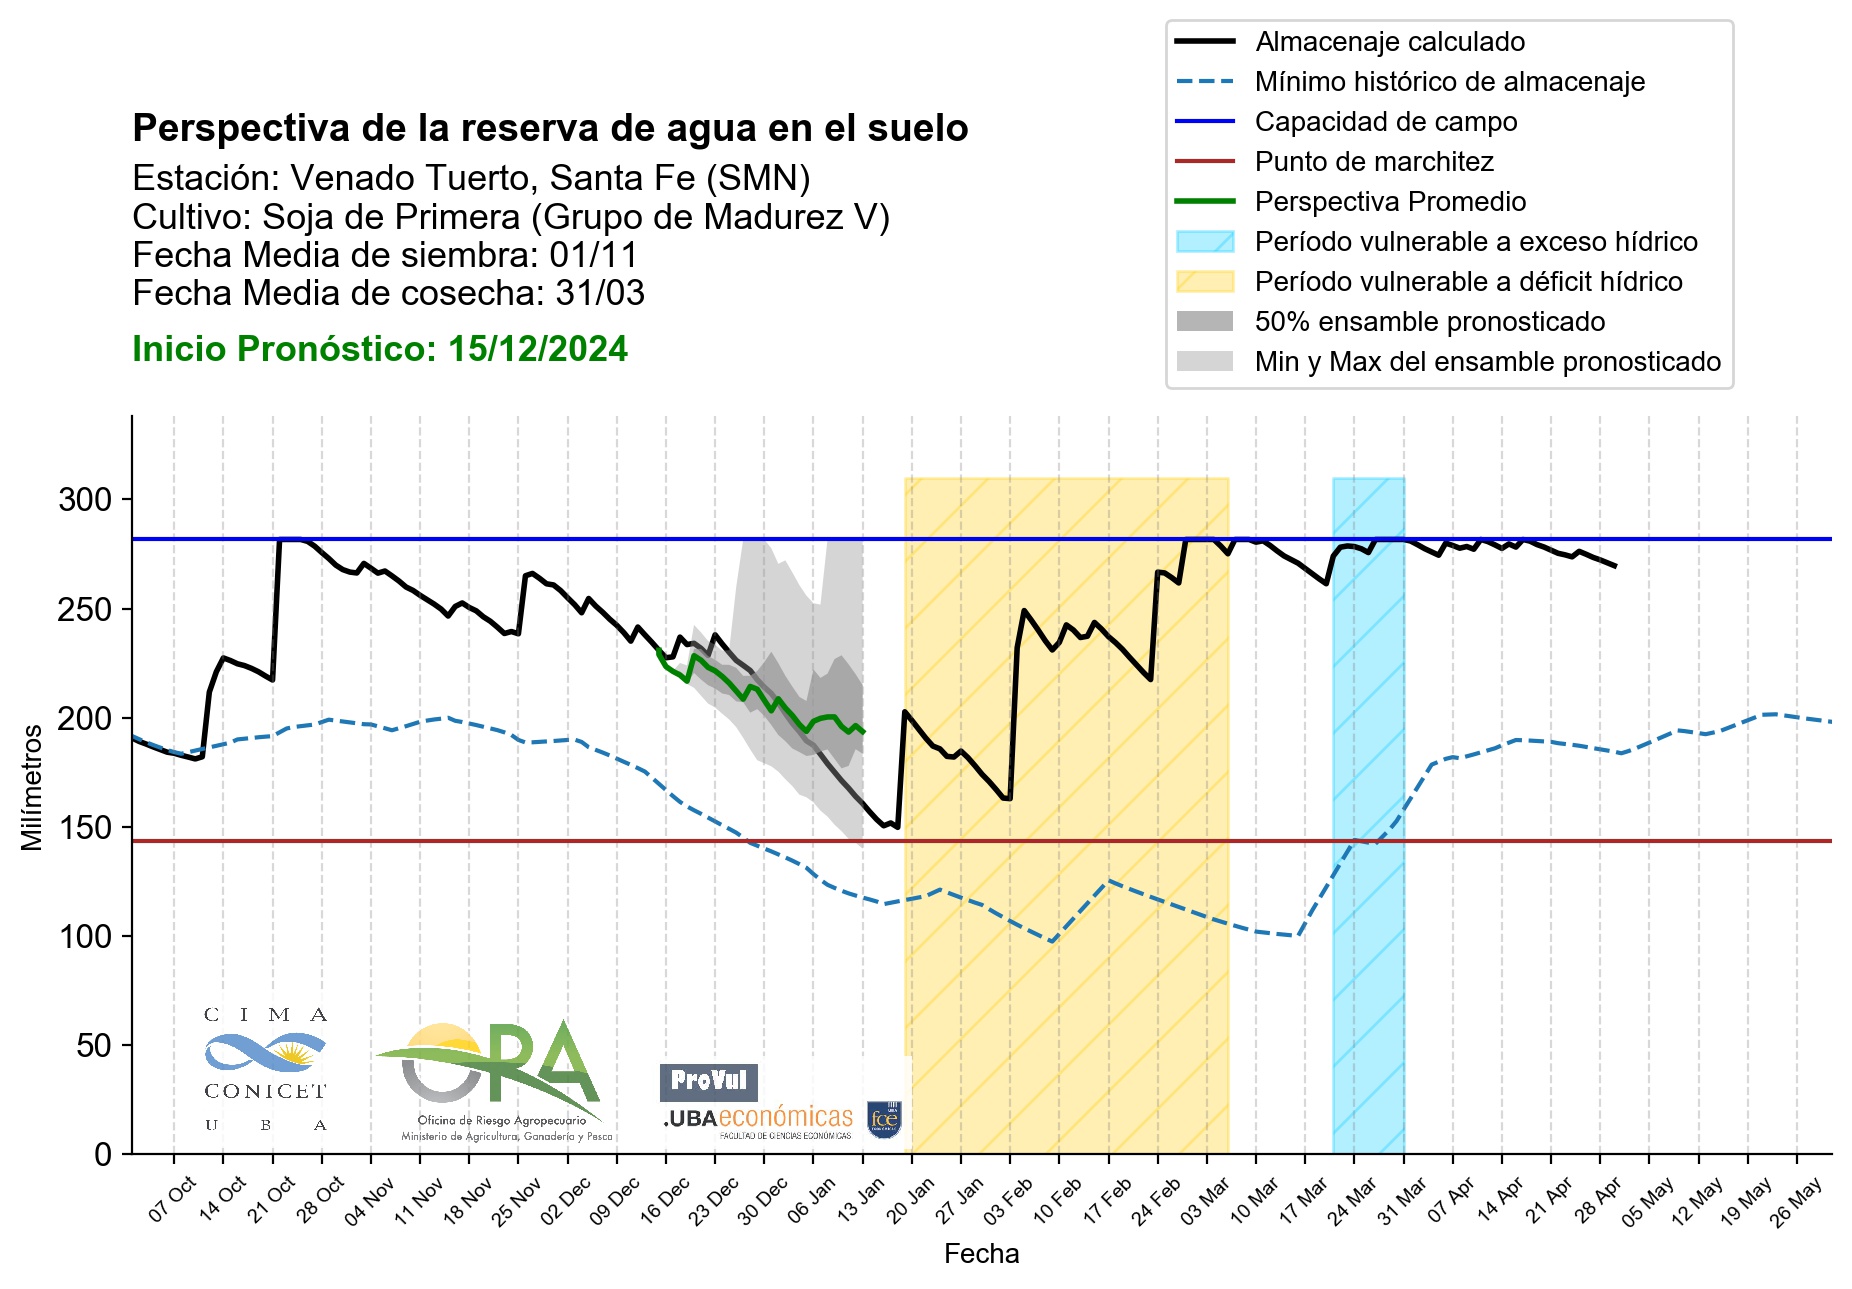 Almacenaje calculado
Mínimo histórico de almacenaje
Capacidad de campo
Punto de marchitez
Perspectiva Promedio
Período vulnerable a exceso hídrico
Período vulnerable a déficit hídrico
50% ensamble pronosticado
Min y Max del ensamble pronosticado
Perspectiva de la reserva de agua en el suelo
Estación: Venado Tuerto, Santa Fe (SMN)
Cultivo: Soja de Primera (Grupo de Madurez V)
Fecha Media de siembra: 01/11
Fecha Media de cosecha: 31/03
Inicio Pronóstico: 15/12/2024
Milímetros
300
250
200
150
100
50
0
CIMA
CONICET
UBA
ORA
Oficina de Riesgo Agropecuario
Ministerio de Agricultura, Ganadería y Pesca
ProVul
.UBAeconómicas
FACULTAD DE CIENCIAS ECONÓMICAS
fce
07 Oct
14 Oct
21 Oct
28 Oct
04 Nov
11 Nov
18 Nov
25 Nov
02 Dec
09 Dec
16 Dec
23 Dec
30 Dec
06 Jan
13 Jan
20 Jan
27 Jan
03 Feb
10 Feb
17 Feb
24 Feb
03 Mar
10 Mar
17 Mar
24 Mar
31 Mar
07 Apr
14 Apr
21 Apr
28 Apr
05 May
12 May
19 May
26 May
Fecha